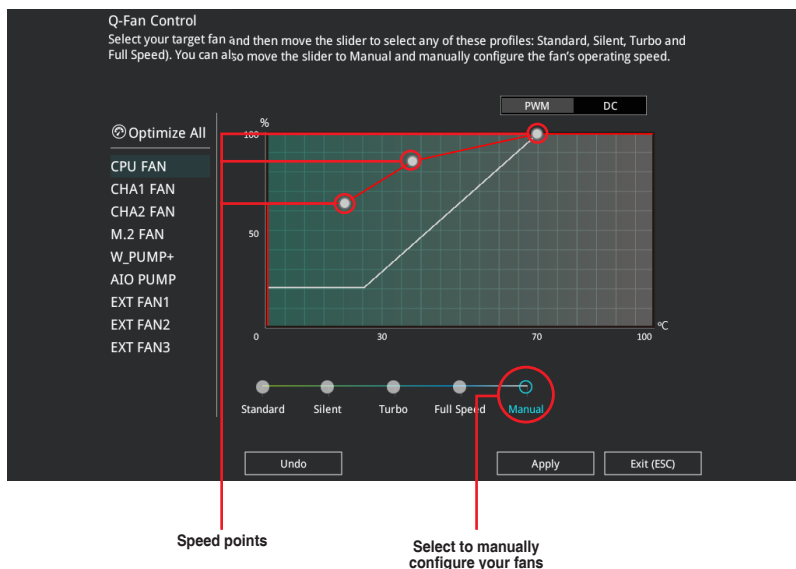 Q-Fan Control
Select your target fan and then move the slider to select any of these profiles: Standard, Silent, Turbo and
Full Speed). You can also move the slider to Manual and manually configure the fan's operating speed.
PWM DC
Optimize All
%
100
CPU FAN
CHA1 FAN
CHA2 FAN
M.2 FAN
W_PUMP+
AIO PUMP
EXT FAN1
EXT FAN2
EXT FAN3
50
°C
0 30 70 100
Standard Silent Turbo Full Speed Manual
Undo Apply Exit (ESC)
Speed points
Select to manually
configure your fans